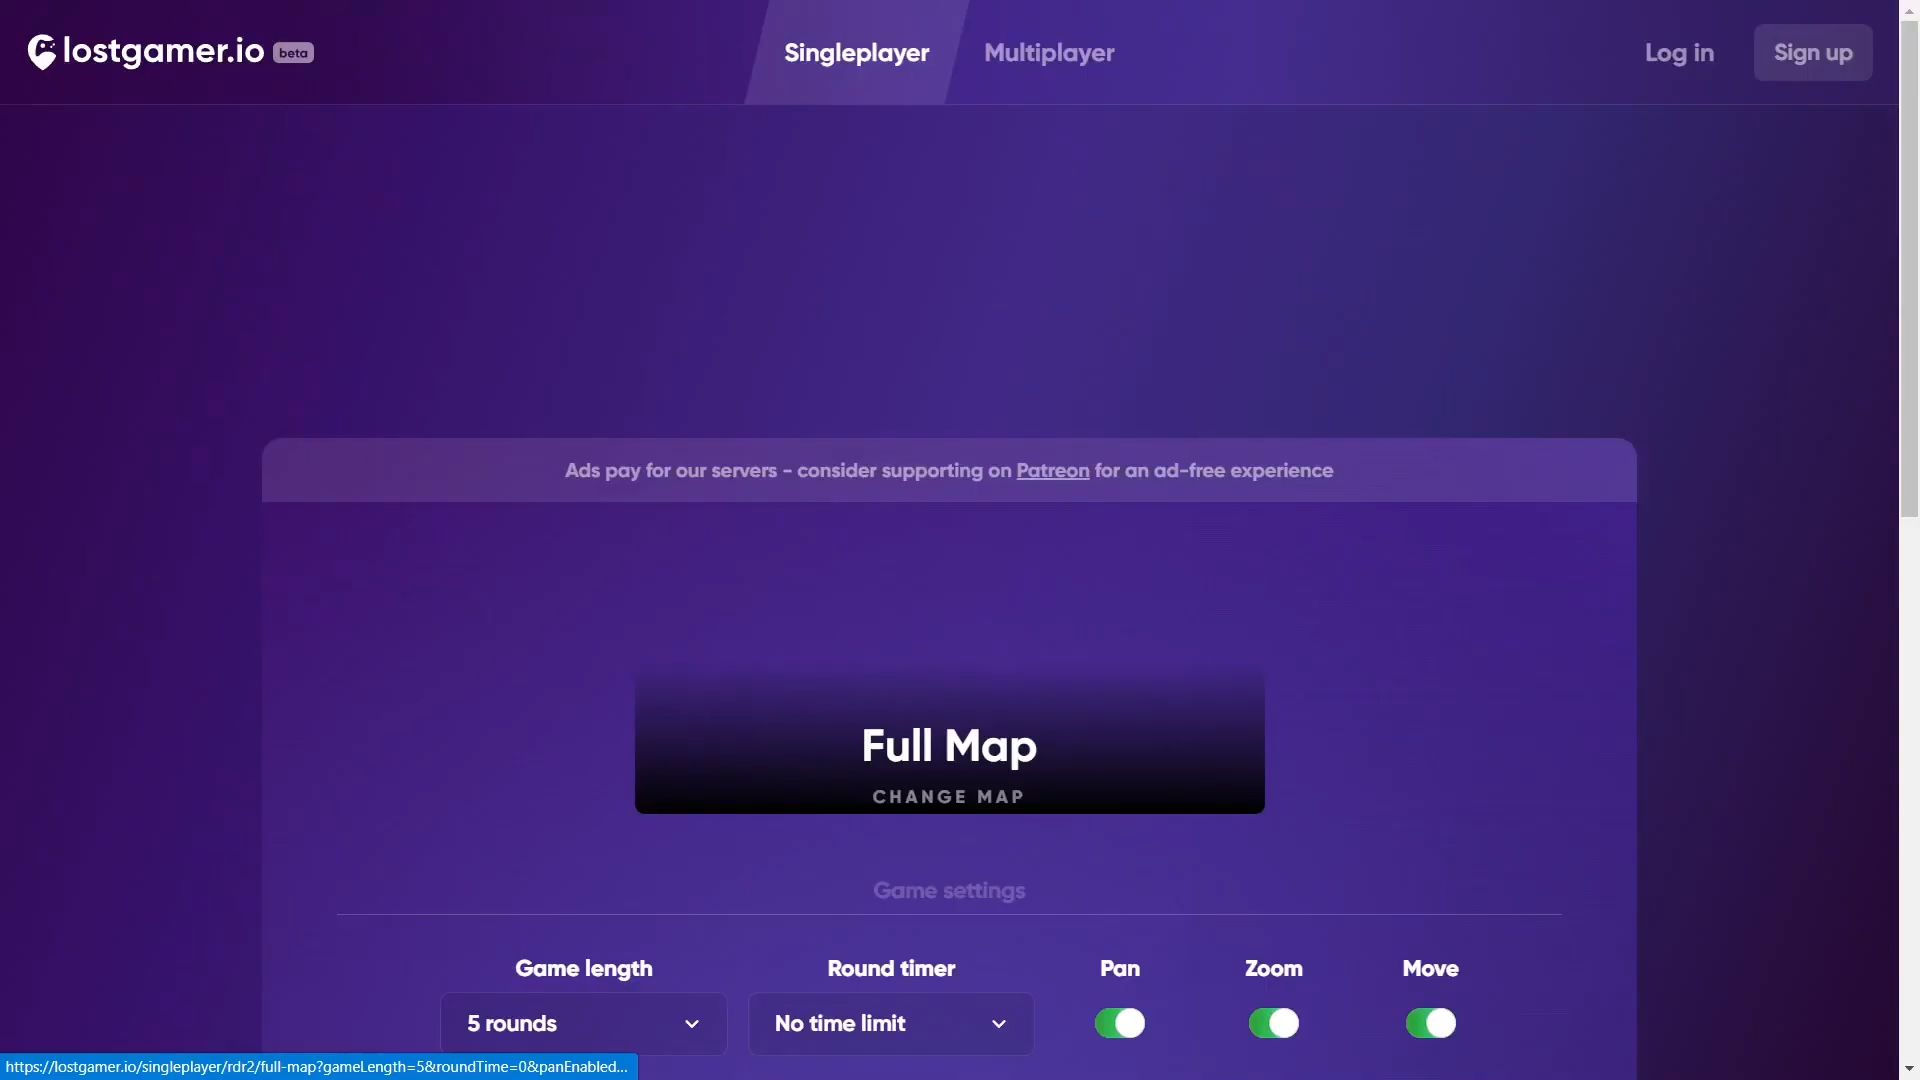 lostgamer.io beta
Singleplayer
Multiplayer
Log in
Sign up
Ads pay for our servers - consider supporting on Patreon for an ad-free experience
Full Map
CHANGE MAP
Game settings
Game length
Round timer
Pan
Zoom
Move
5 rounds
No time limit
https://lostgamer.io/singleplayer/rdr2/full-map?gameLength=5&roundTime=0&panEnabled...